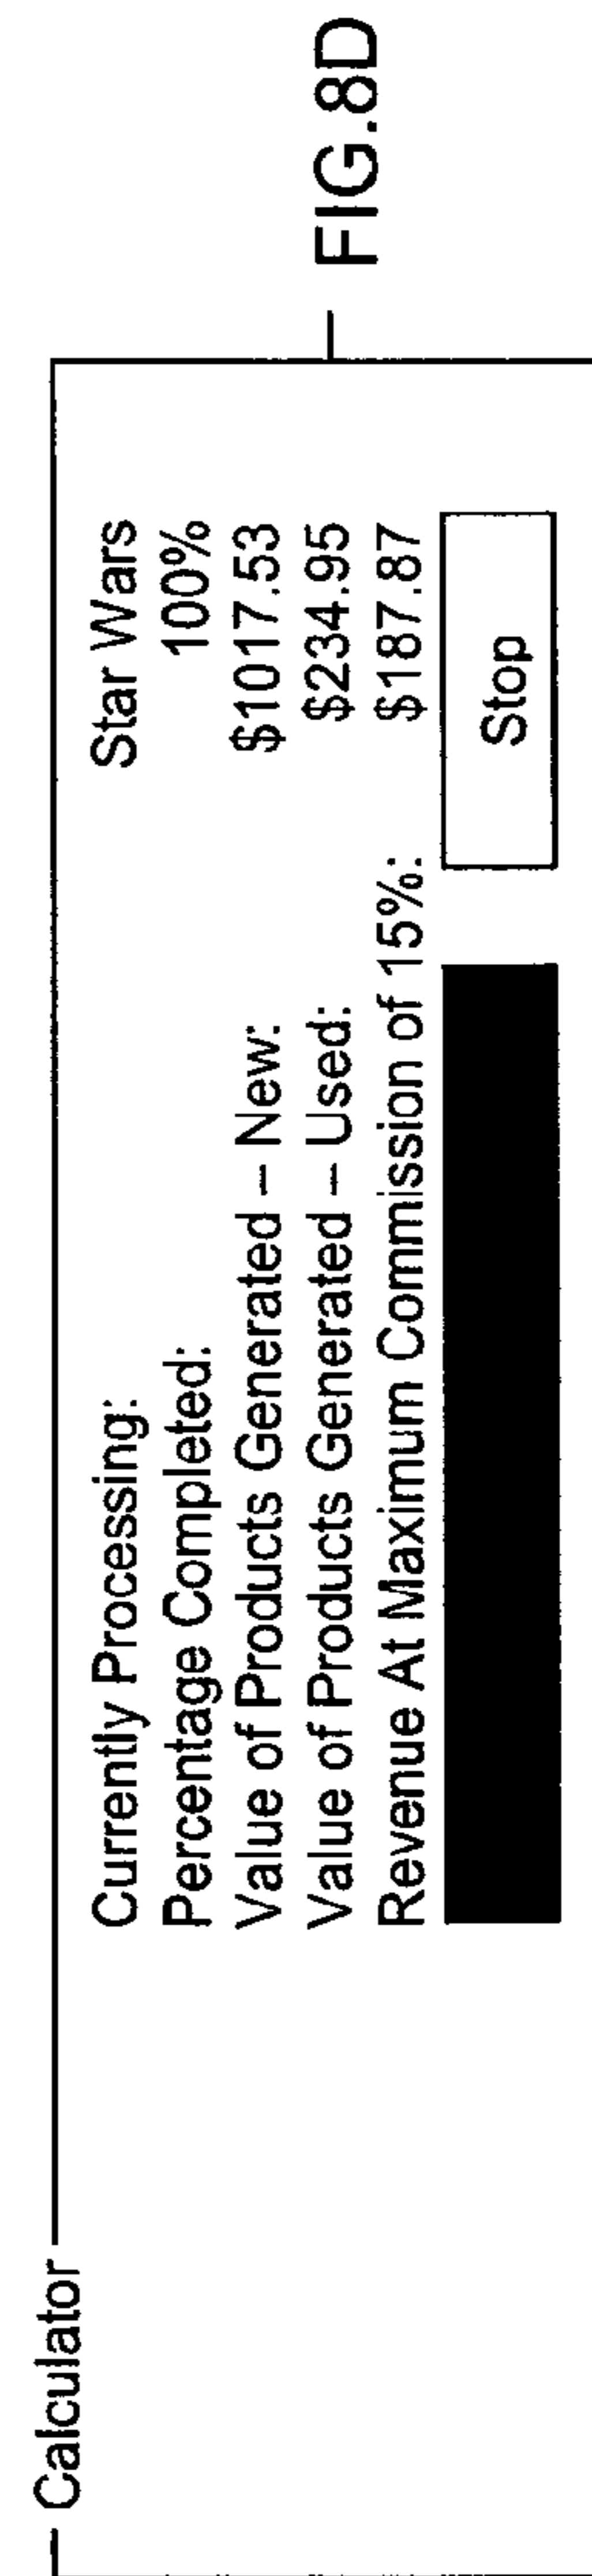 Calculator
Currently Processing: Star Wars
Percentage Completed: 100%
Value of Products Generated – New: $1017.53
Value of Products Generated – Used: $234.95
Revenue At Maximum Commission of 15%: $187.87
Stop
FIG.8D